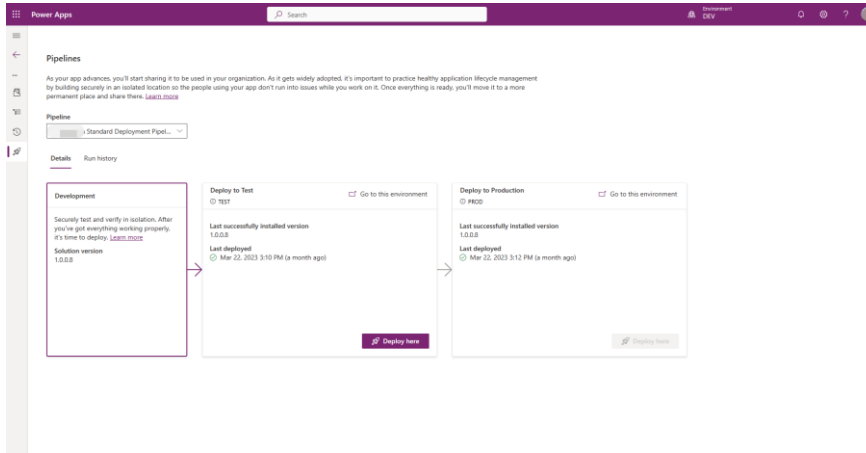 Power Apps
Search
Environment
DEV
Pipelines
As your app advances, you'll start sharing it to be used in your organization. As it gets widely adopted, it's important to practice healthy application lifecycle management
by building securely in an isolated location so the people using your app don't run into issues while you work on it. Once everything is ready, you'll move it to a more
permanent place and share there. Learn more
Pipeline
Standard Deployment Pipel...
Details Run history
Development
Securely test and verify in isolation. After
you've got everything working properly,
it's time to deploy. Learn more
Solution version
1.0.0.8
Deploy to Test
TEST
Go to this environment
Last successfully installed version
1.0.0.8
Last deployed
Mar 22, 2023 3:10 PM (a month ago)
Deploy here
Deploy to Production
PROD
Go to this environment
Last successfully installed version
1.0.0.8
Last deployed
Mar 22, 2023 3:12 PM (a month ago)
Deploy here